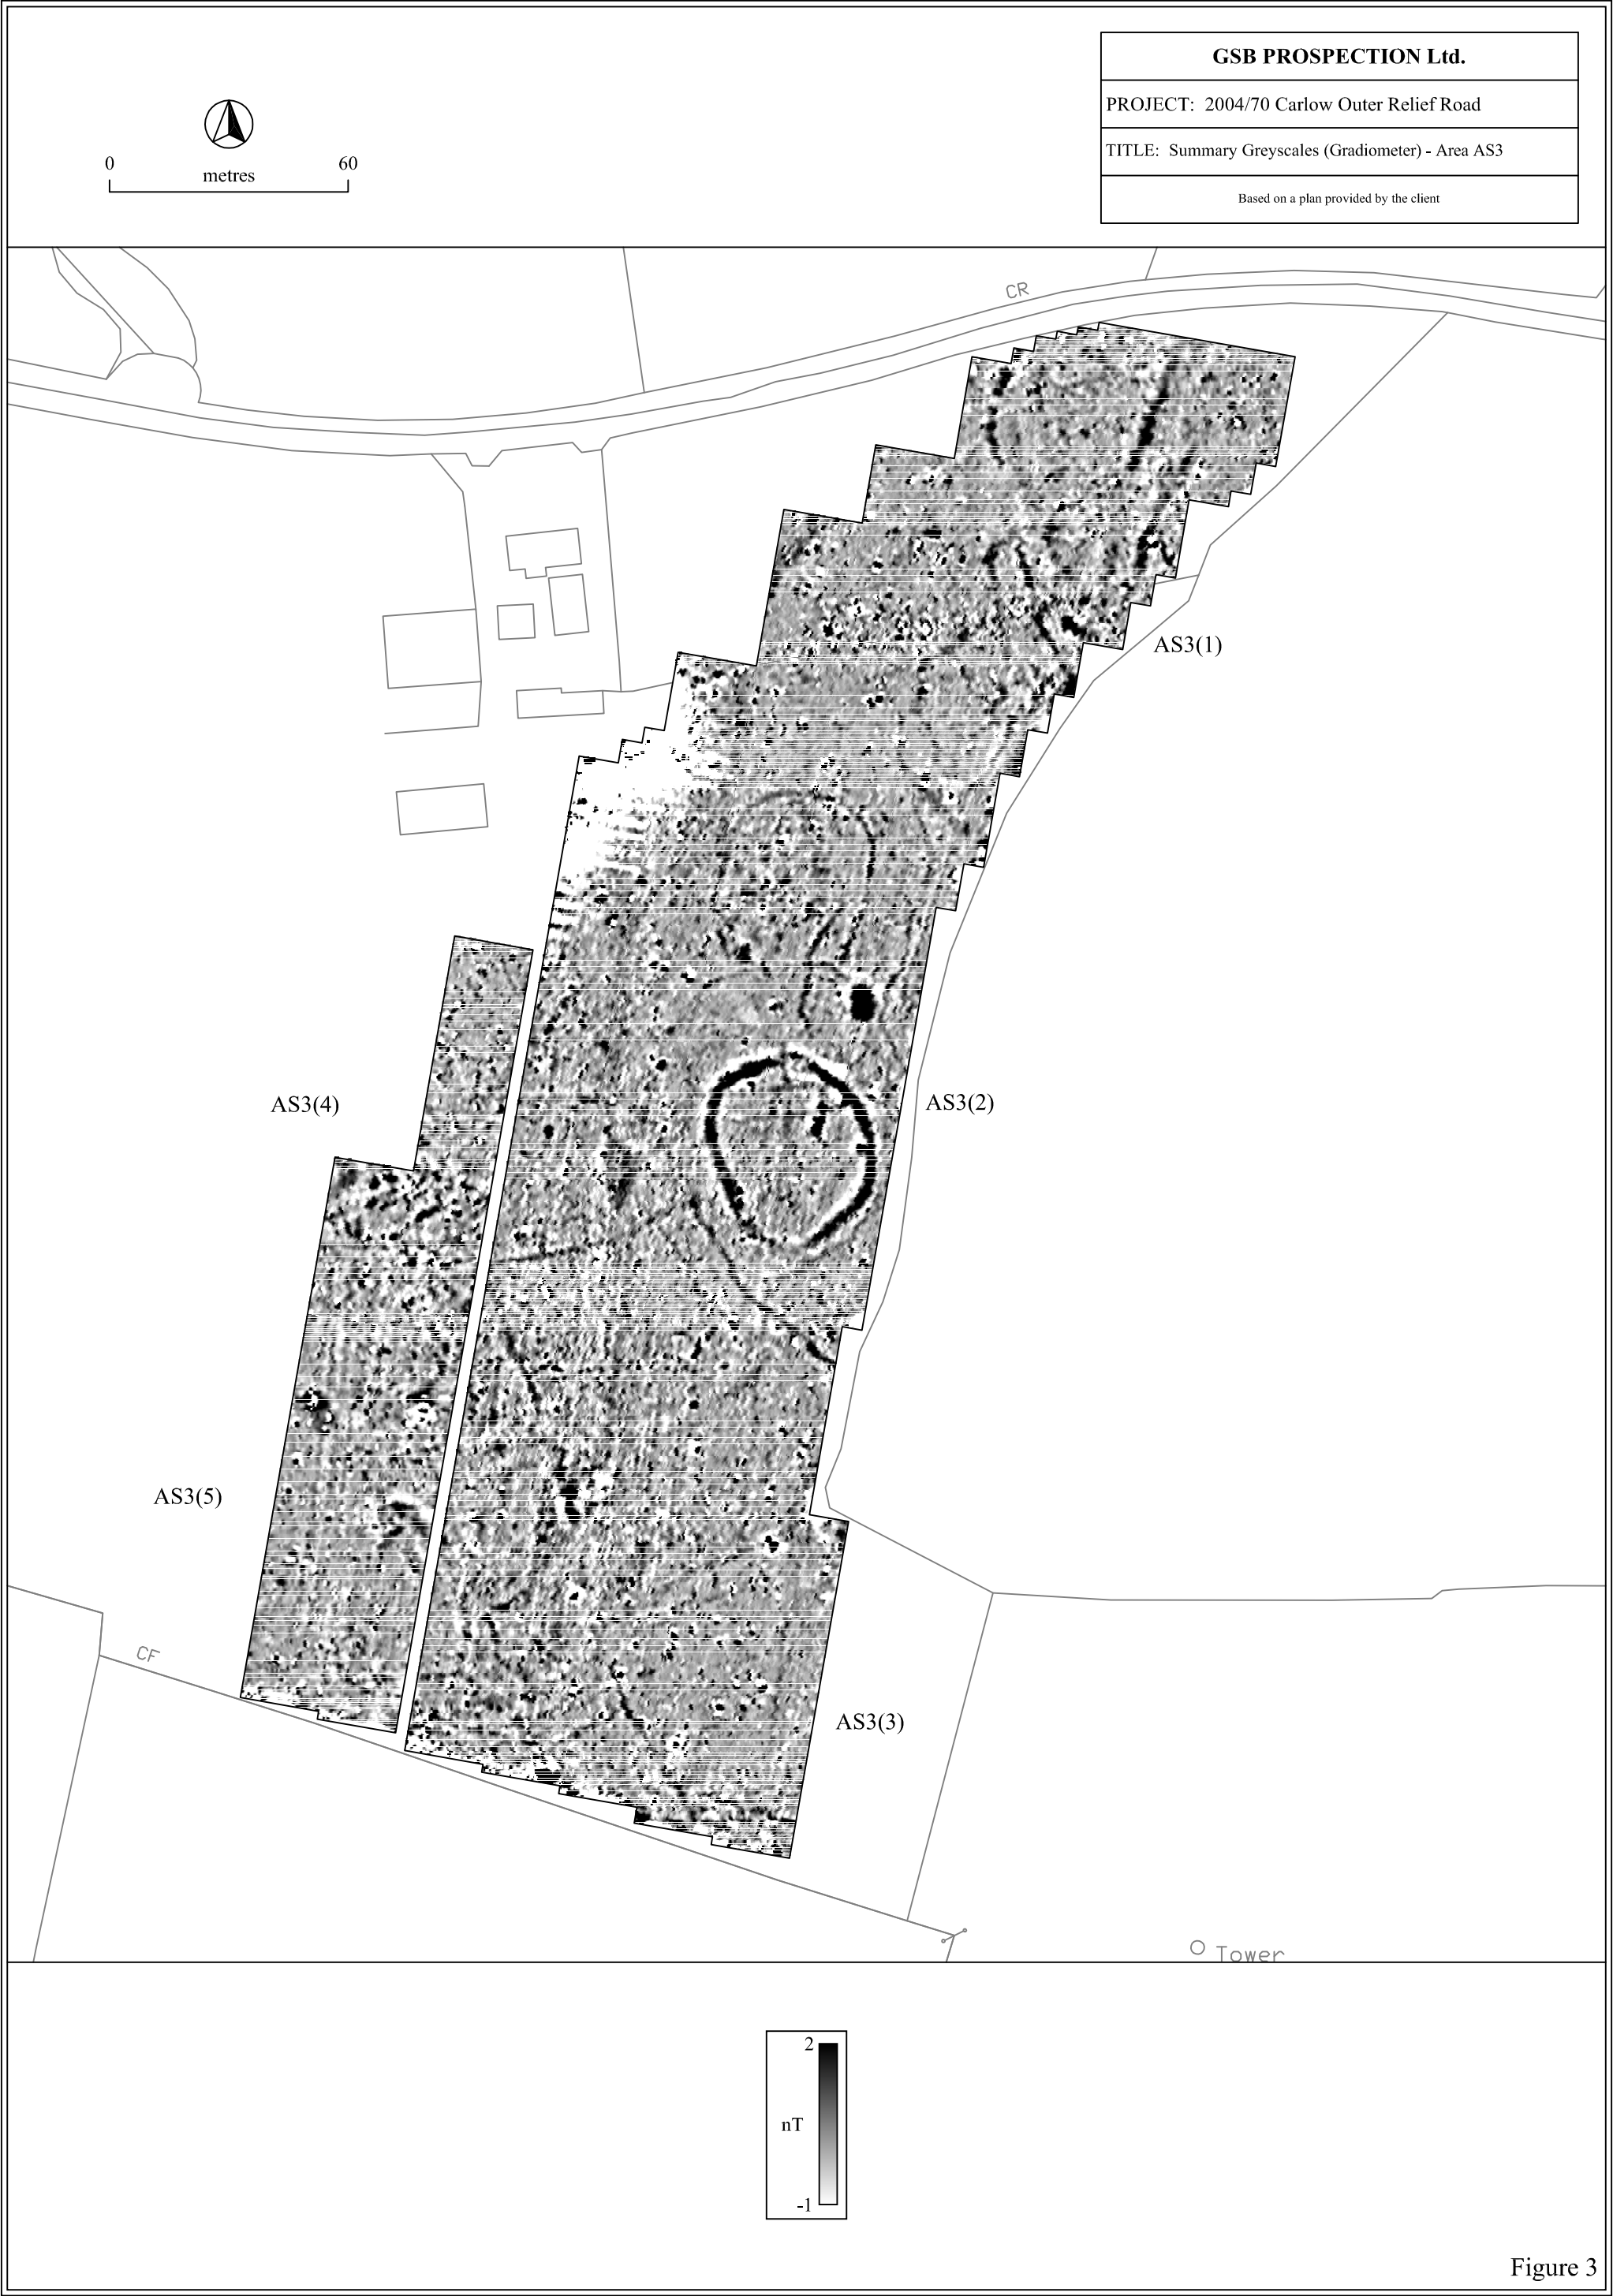 GSB PROSPECTION Ltd.
PROJECT: 2004/70 Carlow Outer Relief Road
TITLE: Summary Greyscales (Gradiometer) - Area AS3
Based on a plan provided by the client
0 60
metres
CR
AS3(1)
AS3(4)
AS3(2)
AS3(5)
CF
AS3(3)
Tower
2
nT
-1
Figure 3